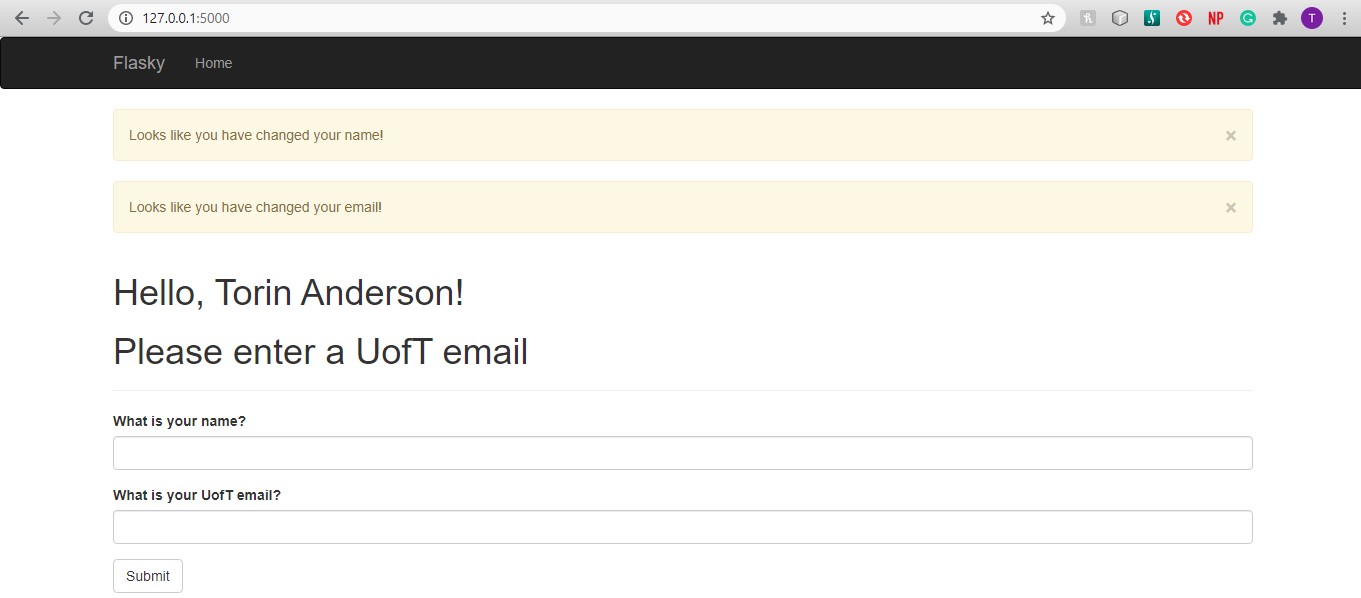 127.0.0.1:5000
NP
T
Flasky Home
Looks like you have changed your name! ×
Looks like you have changed your email! ×
Hello, Torin Anderson!
Please enter a UofT email
What is your name?
What is your UofT email?
Submit